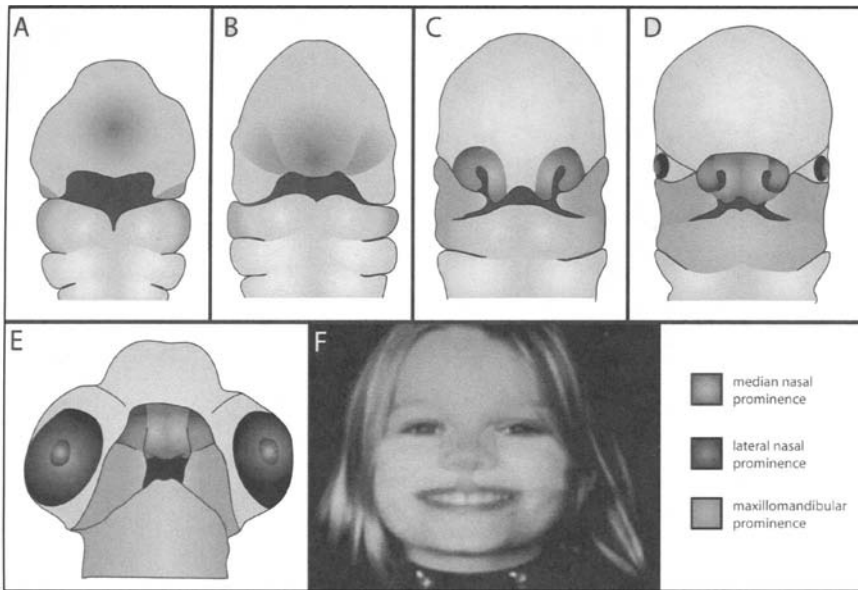 A
B
C
D
E
F
median nasal
prominence
lateral nasal
prominence
maxillomandibular
prominence